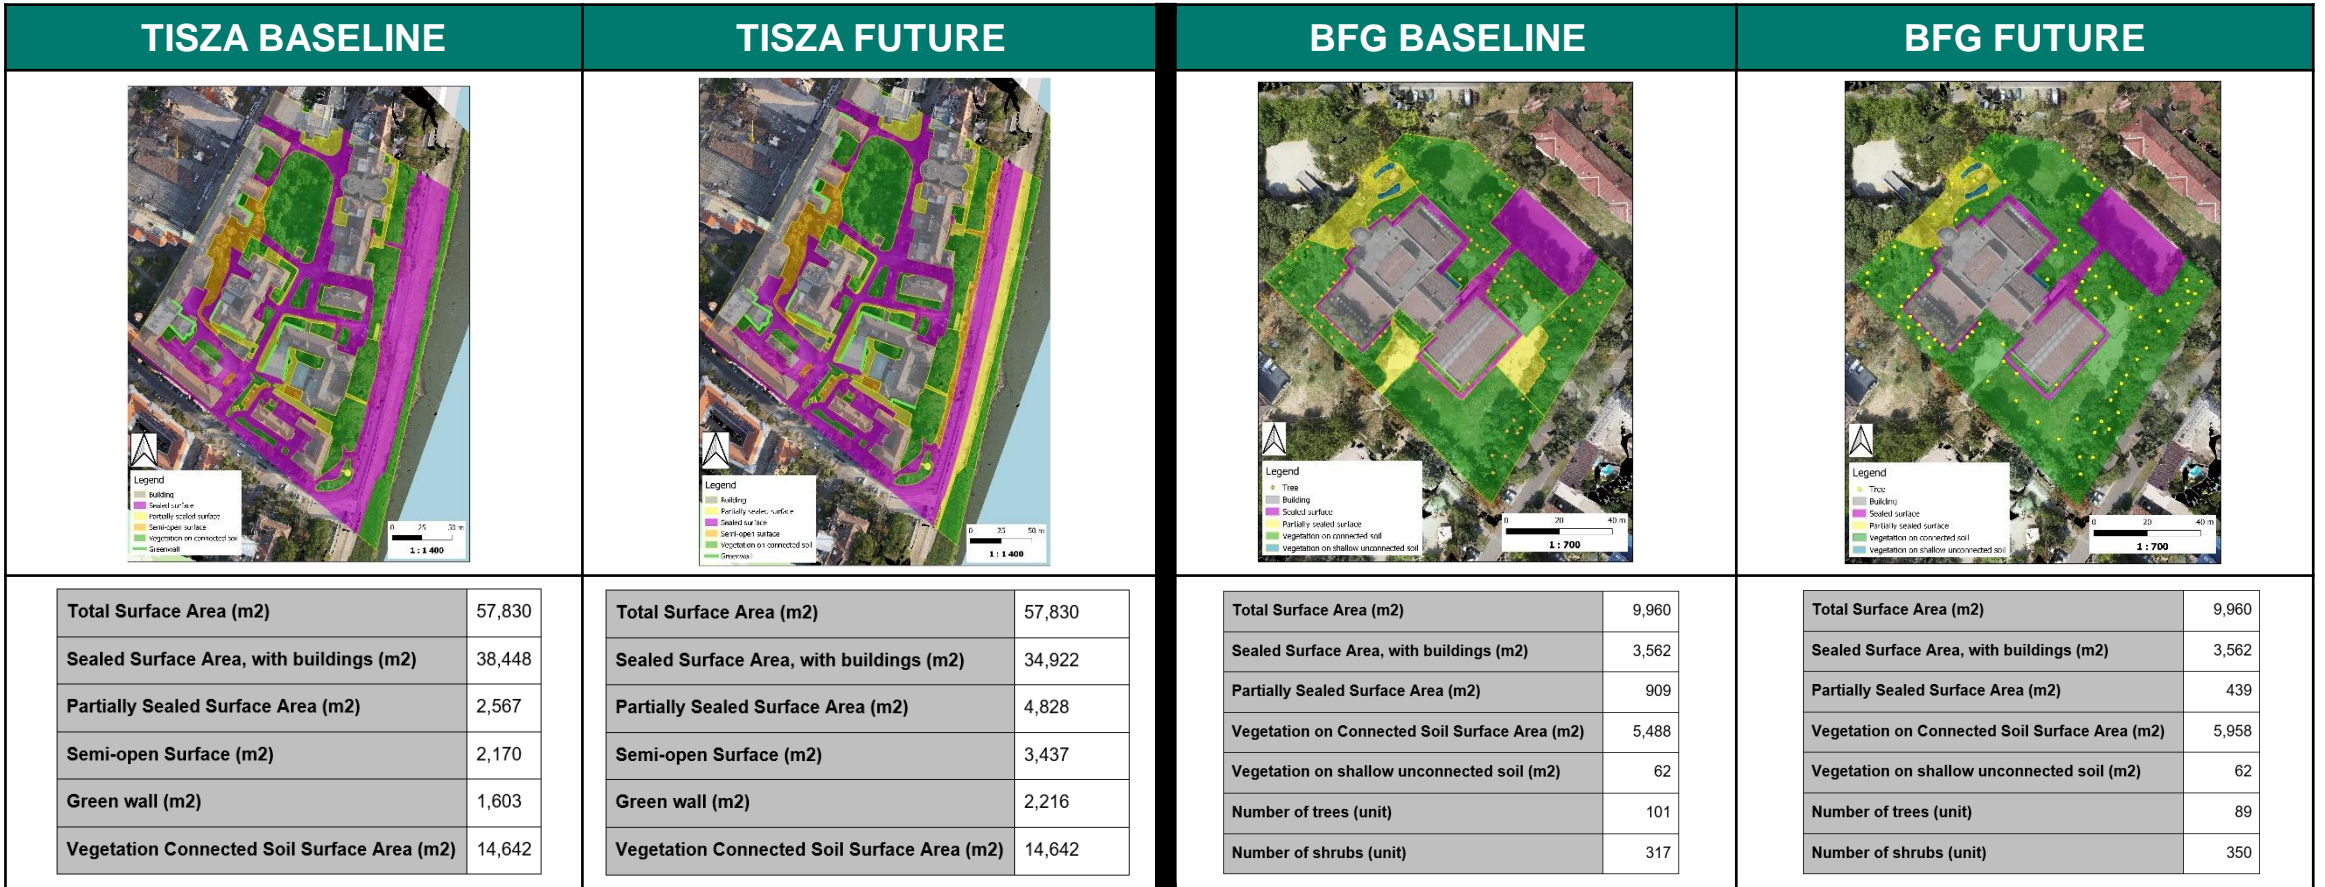 TISZA BASELINE
TISZA FUTURE
BFG BASELINE
BFG FUTURE
Legend
Building
Sealed surface
Partially sealed surface
Semi-open surface
Vegetation on connected soil
Greenwall
0 25 50 m
1 : 1 400
Legend
Building
Partially sealed surface
Sealed surface
Semi-open surface
Vegetation on connected soil
Greenwall
0 25 50 m
1 : 1 400
Legend
Tree
Building
Sealed surface
Partially sealed surface
Vegetation on connected soil
Vegetation on shallow unconnected soil
0 20 40 m
1 : 700
Legend
Tree
Building
Sealed surface
Partially sealed surface
Vegetation on connected soil
Vegetation on shallow unconnected soil
0 20 40 m
1 : 700
Total Surface Area (m2) 57,830
Sealed Surface Area, with buildings (m2) 38,448
Partially Sealed Surface Area (m2) 2,567
Semi-open Surface (m2) 2,170
Green wall (m2) 1,603
Vegetation Connected Soil Surface Area (m2) 14,642
Total Surface Area (m2) 57,830
Sealed Surface Area, with buildings (m2) 34,922
Partially Sealed Surface Area (m2) 4,828
Semi-open Surface (m2) 3,437
Green wall (m2) 2,216
Vegetation Connected Soil Surface Area (m2) 14,642
Total Surface Area (m2) 9,960
Sealed Surface Area, with buildings (m2) 3,562
Partially Sealed Surface Area (m2) 909
Vegetation on Connected Soil Surface Area (m2) 5,488
Vegetation on shallow unconnected soil (m2) 62
Number of trees (unit) 101
Number of shrubs (unit) 317
Total Surface Area (m2) 9,960
Sealed Surface Area, with buildings (m2) 3,562
Partially Sealed Surface Area (m2) 439
Vegetation on Connected Soil Surface Area (m2) 5,958
Vegetation on shallow unconnected soil (m2) 62
Number of trees (unit) 89
Number of shrubs (unit) 350